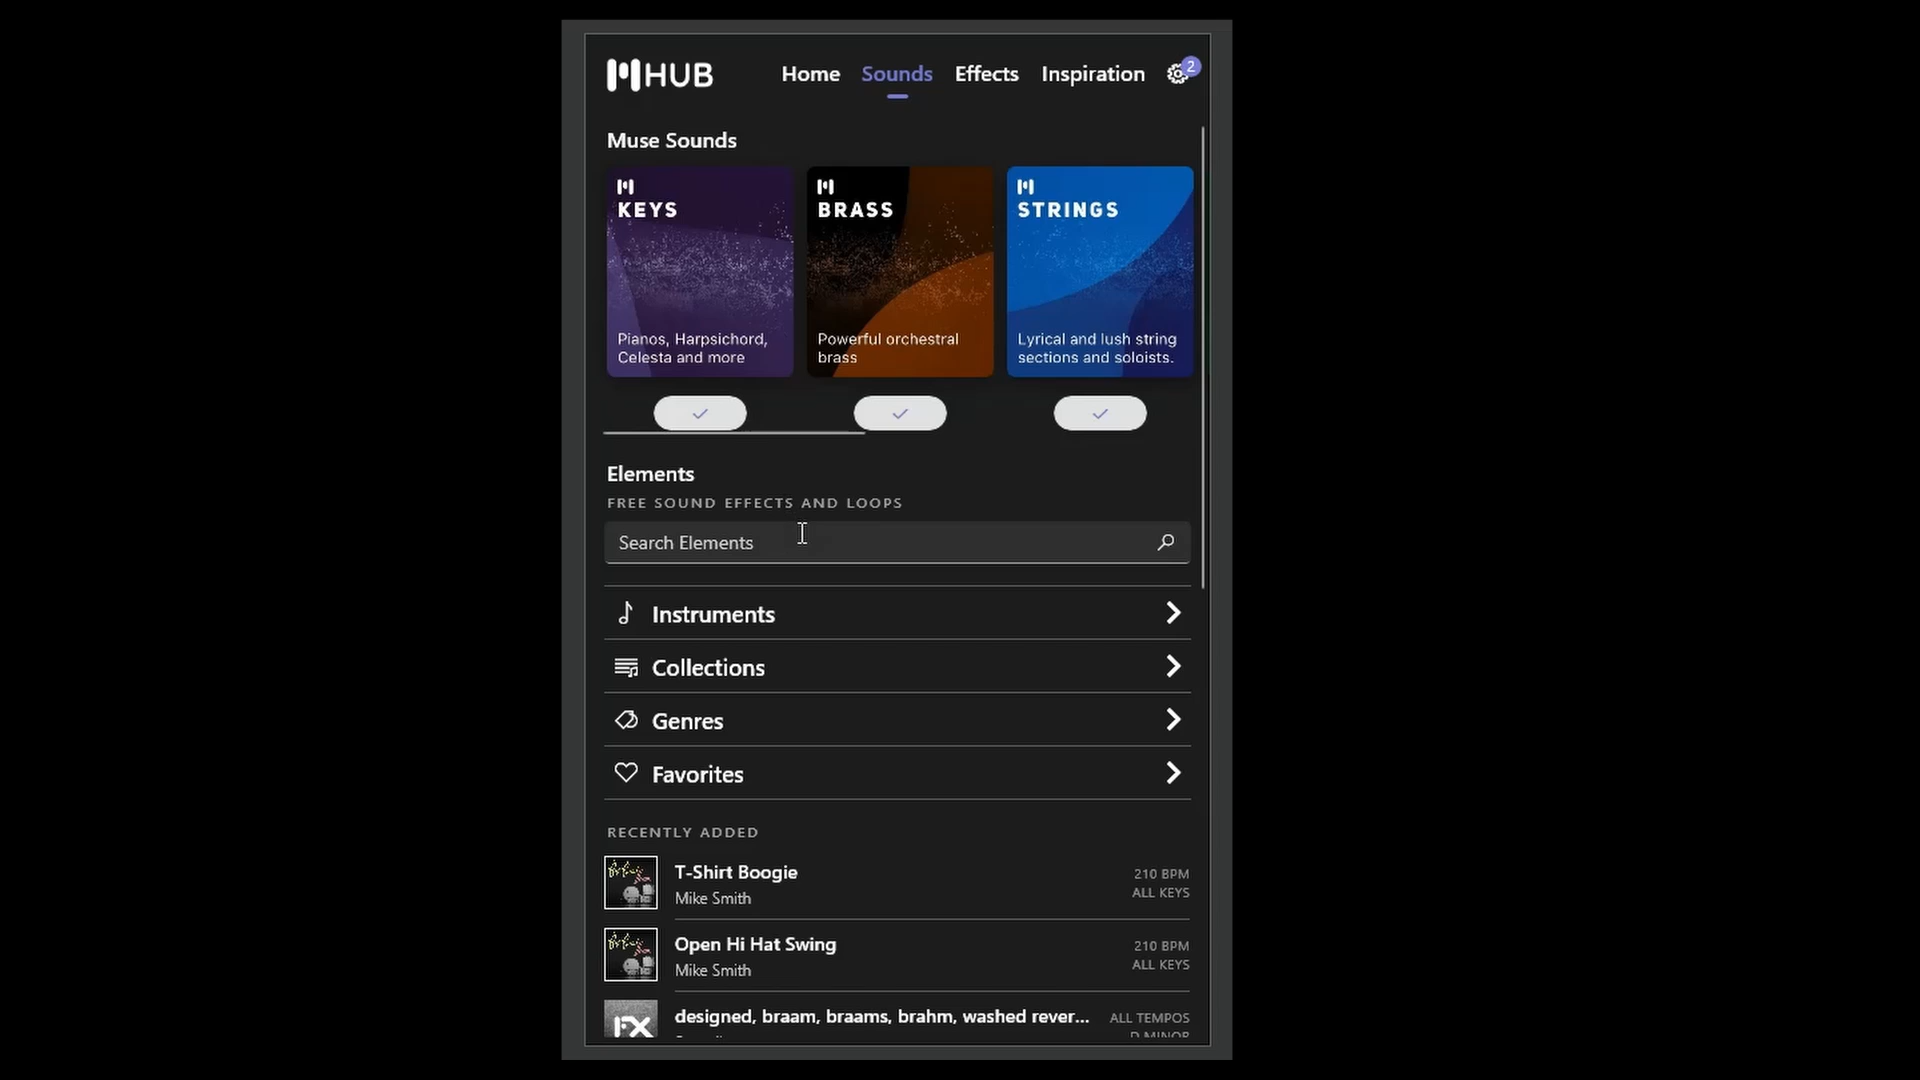 HUB
Home Sounds Effects Inspiration 2
Muse Sounds
KEYS
Pianos, Harpsichord,
Celesta and more
BRASS
Powerful orchestral
brass
STRINGS
Lyrical and lush string
sections and soloists.
Elements
FREE SOUND EFFECTS AND LOOPS
Search Elements
Instruments
Collections
Genres
Favorites
RECENTLY ADDED
T-Shirt Boogie
Mike Smith
210 BPM
ALL KEYS
Open Hi Hat Swing
Mike Smith
210 BPM
ALL KEYS
FX
designed, braam, braams, brahm, washed rever...
ALL TEMPOS
D MINOR